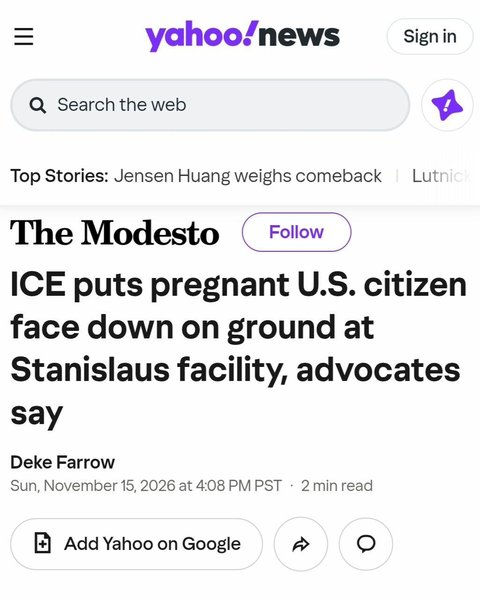 yahoo!news
Sign in
Search the web
Top Stories: Jensen Huang weighs comeback | Lutnick
The Modesto
Follow
ICE puts pregnant U.S. citizen
face down on ground at
Stanislaus facility, advocates
say
Deke Farrow
Sun, November 15, 2026 at 4:08 PM PST · 2 min read
Add Yahoo on Google